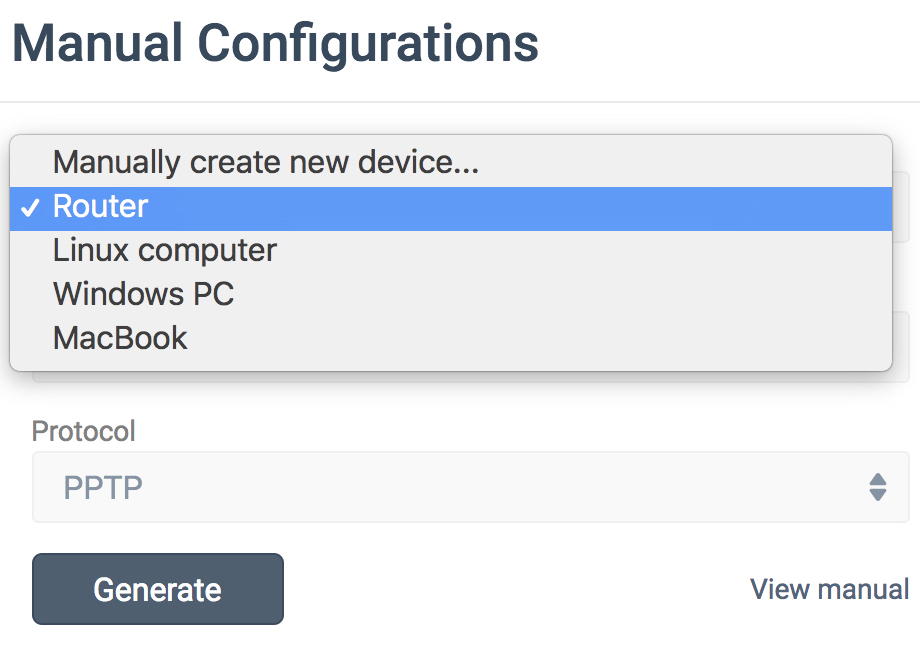 Manual Configurations
Manually create new device...
✓ Router
Linux computer
Windows PC
MacBook
Protocol
PPTP
Generate
View manual